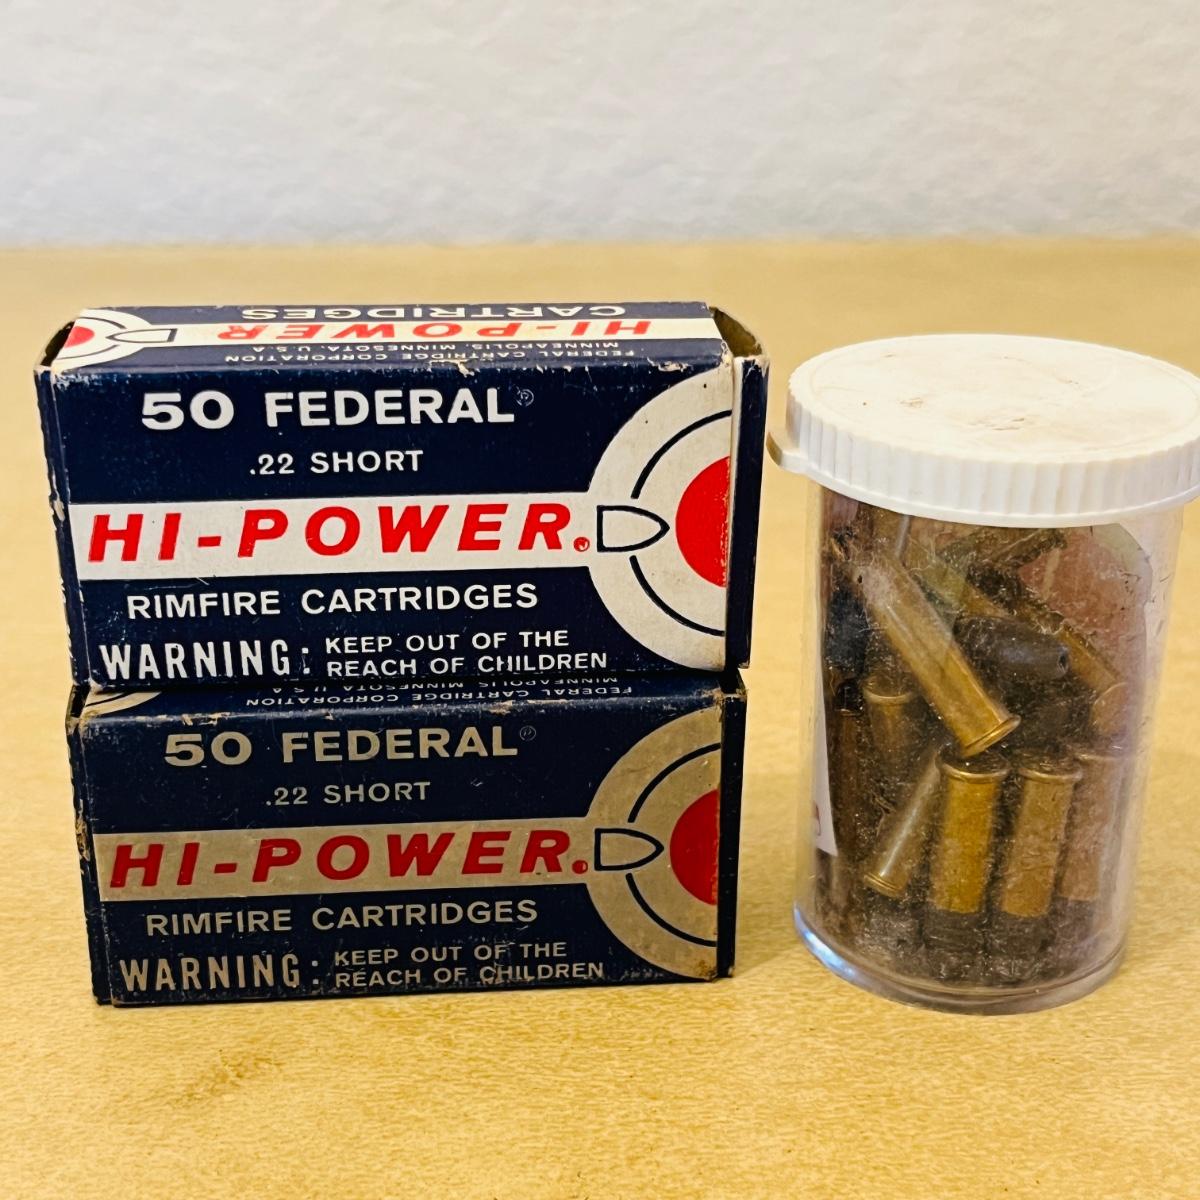 CARTRIDGES
HI-POWER
MINNEAPOLIS, MINNESOTA, U.S.A.
FEDERAL CARTRIDGE CORPORATION
50 FEDERAL®
.22 SHORT
HI-POWER®
RIMFIRE CARTRIDGES
WARNING: KEEP OUT OF THE
REACH OF CHILDREN
MINNEAPOLIS, MINNESOTA U.S.A.
FEDERAL CARTRIDGE CORPORATION
50 FEDERAL®
.22 SHORT
HI-POWER®
RIMFIRE CARTRIDGES
WARNING: KEEP OUT OF THE
REACH OF CHILDREN